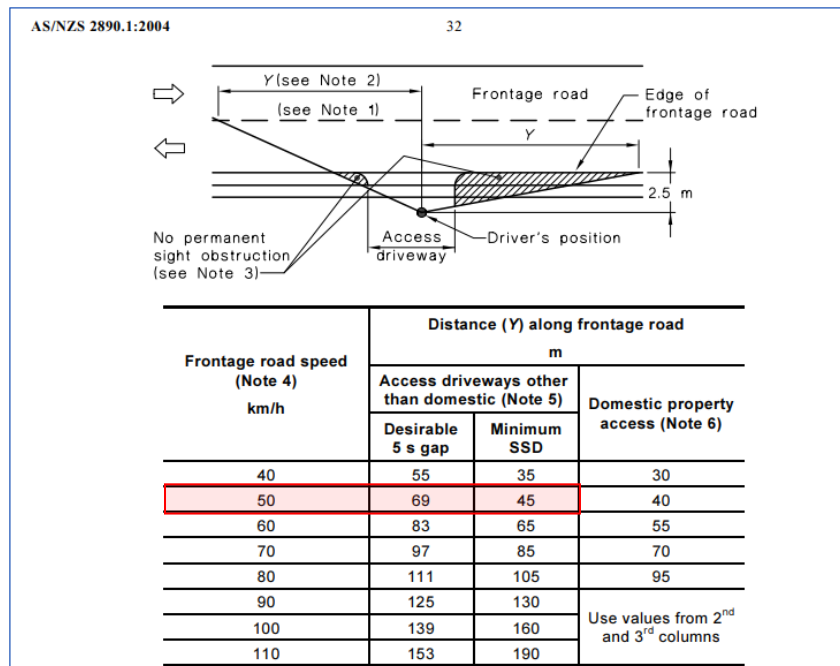 AS/NZS 2890.1:2004 32
Y(see Note 2)
(see Note 1)
Frontage road
Edge of
frontage road
Y
2.5 m
No permanent
sight obstruction
(see Note 3)
Access
driveway
Driver's position
Frontage road speed
(Note 4)
km/h
Distance (Y) along frontage road
m
Access driveways other
than domestic (Note 5)
Domestic property
access (Note 6)
Desirable
5 s gap
Minimum
SSD
40 55 35 30
50 69 45 40
60 83 65 55
70 97 85 70
80 111 105 95
90 125 130
100 139 160
110 153 190
Use values from 2nd
and 3rd columns